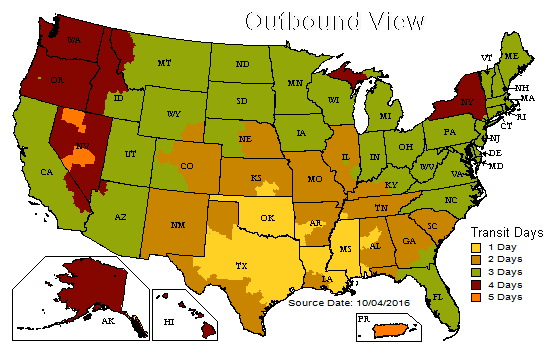 Outbound View
WA
OR
CA
NV
ID
MT
WY
UT
AZ
CO
NM
ND
SD
NE
KS
OK
TX
MN
IA
MO
AR
LA
WI
IL
MI
IN
OH
KY
TN
MS
AL
GA
FL
SC
NC
VA
WV
PA
NY
VT
ME
NH
MA
RI
CT
NJ
DE
MD
AK
HI
PR
Transit Days
1 Day
2 Days
3 Days
4 Days
5 Days
Source Date: 10/04/2016